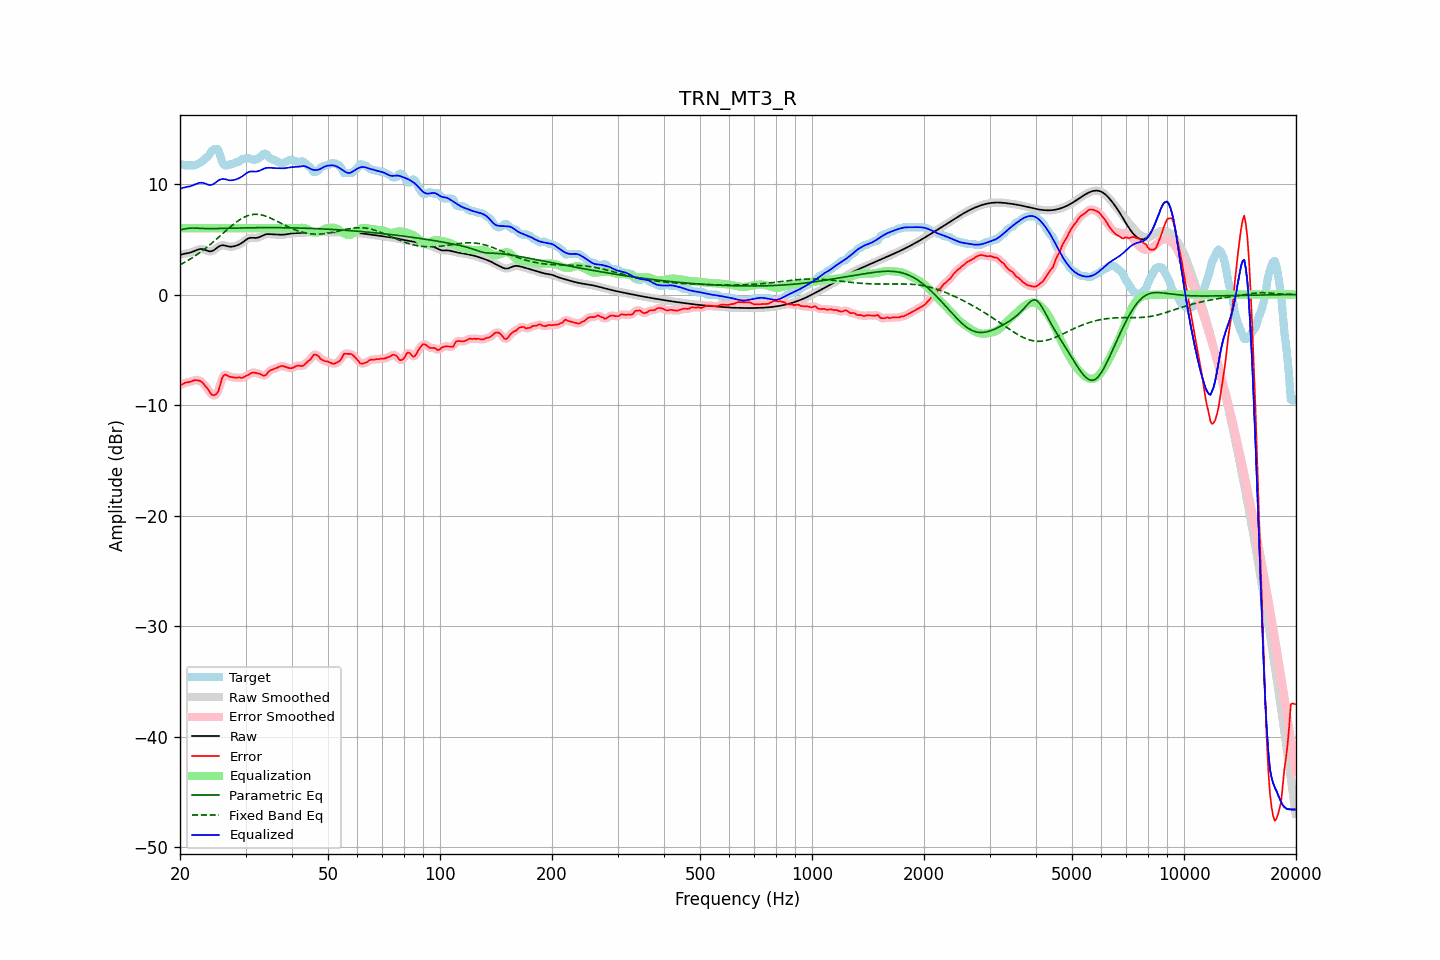 TRN_MT3_R
Amplitude (dBr)
10
0
−10
−20
−30
−40
−50
Target
Raw Smoothed
Error Smoothed
Raw
Error
Equalization
Parametric Eq
Fixed Band Eq
Equalized
20 50 100 200 500 1000 2000 5000 10000 20000
Frequency (Hz)